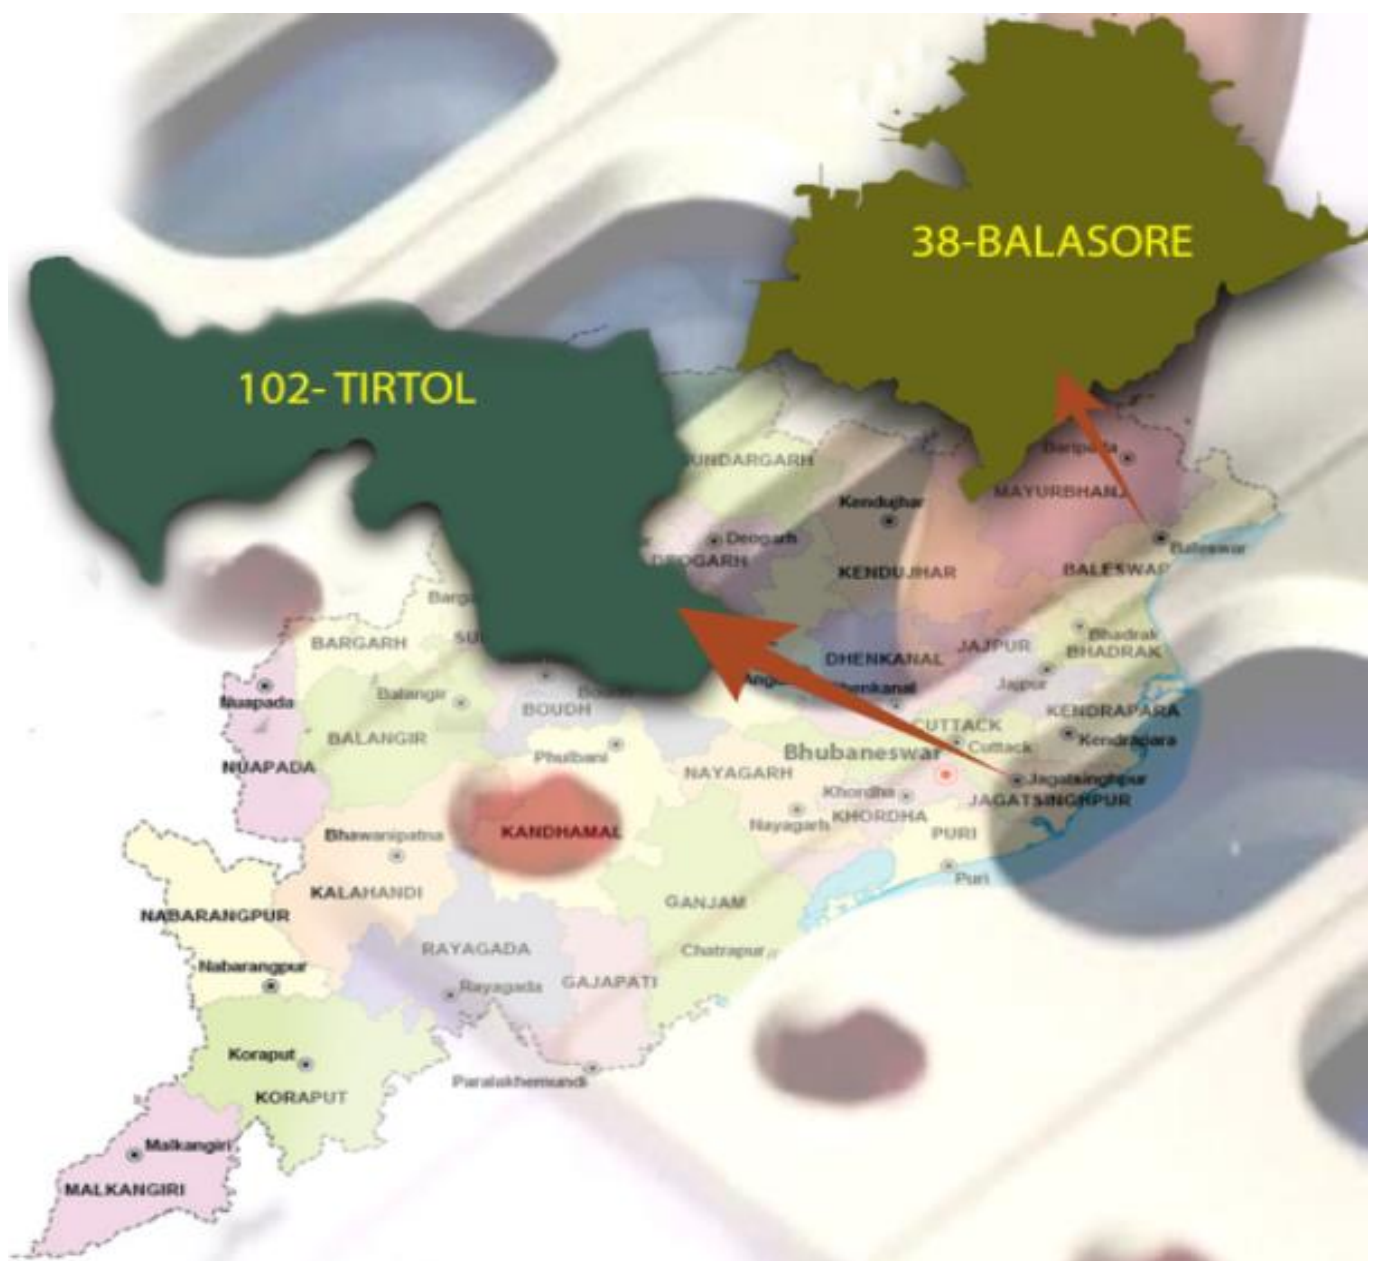 38-BALASORE
102- TIRTOL
Baripada
SUNDARGARH
MAYURBHANJ
Kendujhar
Deogarh
Baleswar
DEOGARH
KENDUJHAR
BALESWAR
BARGARH
JAJPUR
Bhadrak
BHADRAK
DHENKANAL
Nuapada
Balangir
Jajpur
Dhenkanal
BOUDH
KENDRAPARA
CUTTACK
BALANGIR
Kendrapara
Phulbani
Bhubaneswar
Cuttack
NUAPADA
NAYAGARH
Jagatsinghpur
Khordha
JAGATSINGHPUR
Nayagarh
KHORDHA
KANDHAMAL
Bhawanipatna
PURI
Puri
KALAHANDI
GANJAM
NABARANGPUR
RAYAGADA
Chatrapur
Nabarangpur
Rayagada
GAJAPATI
Koraput
Paralakhemundi
KORAPUT
Malkangiri
MALKANGIRI